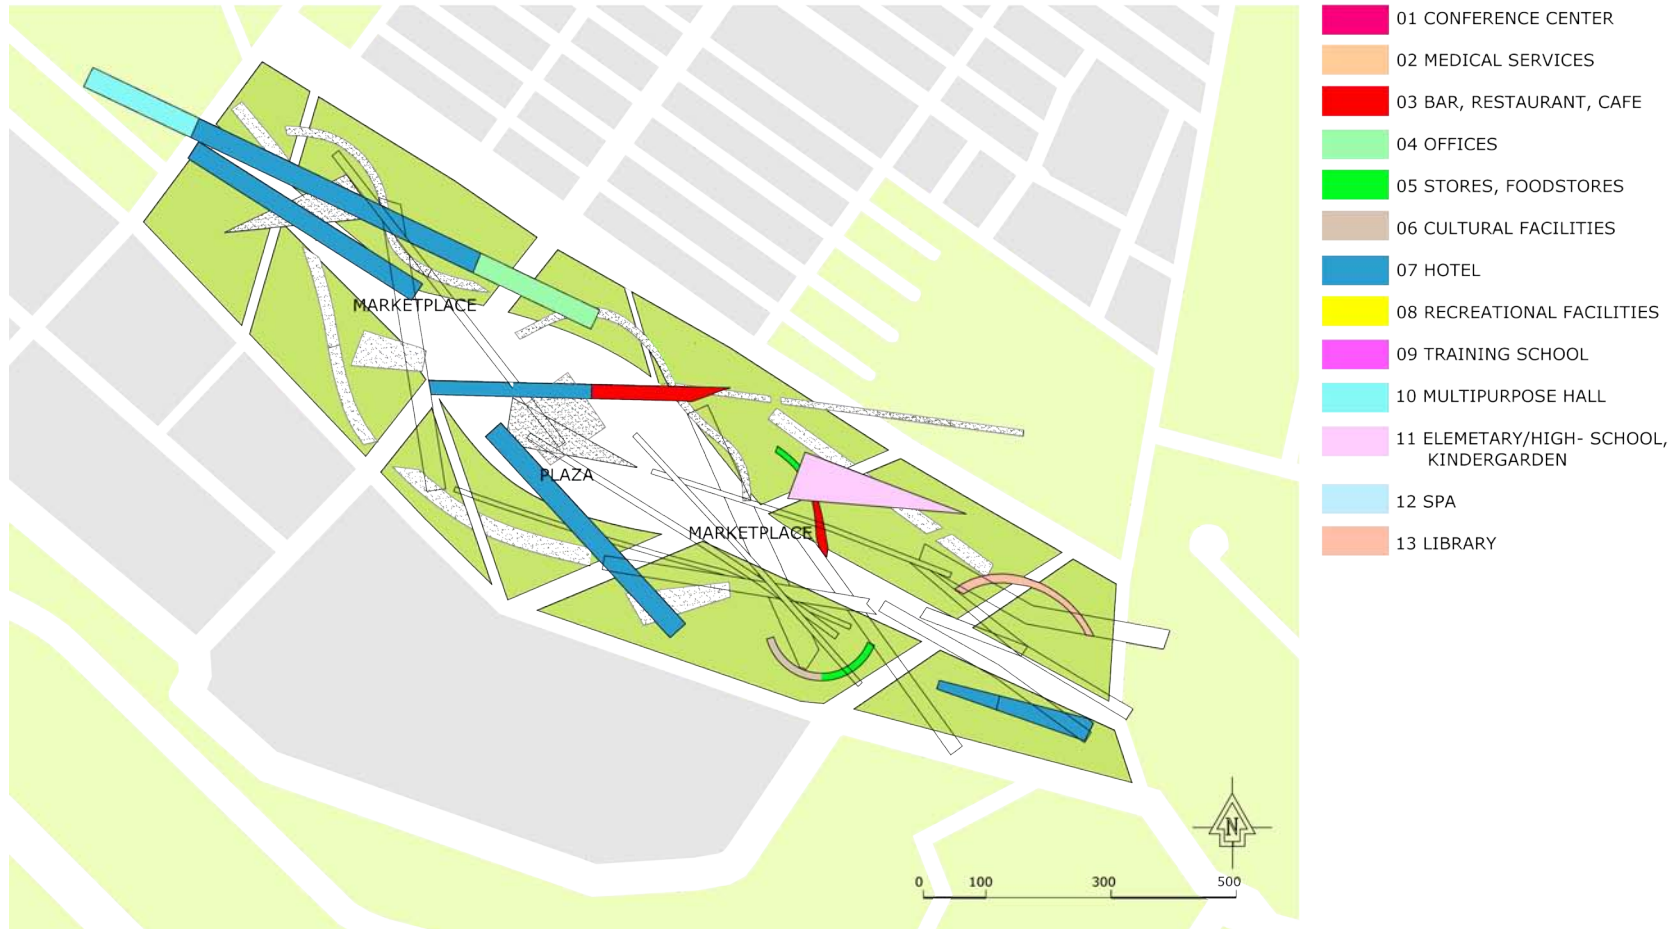 01 CONFERENCE CENTER
02 MEDICAL SERVICES
03 BAR, RESTAURANT, CAFE
04 OFFICES
05 STORES, FOODSTORES
06 CULTURAL FACILITIES
07 HOTEL
08 RECREATIONAL FACILITIES
09 TRAINING SCHOOL
10 MULTIPURPOSE HALL
11 ELEMETARY/HIGH- SCHOOL,
KINDERGARDEN
12 SPA
13 LIBRARY
MARKETPLACE
PLAZA
MARKETPLACE
N
0 100 300 500